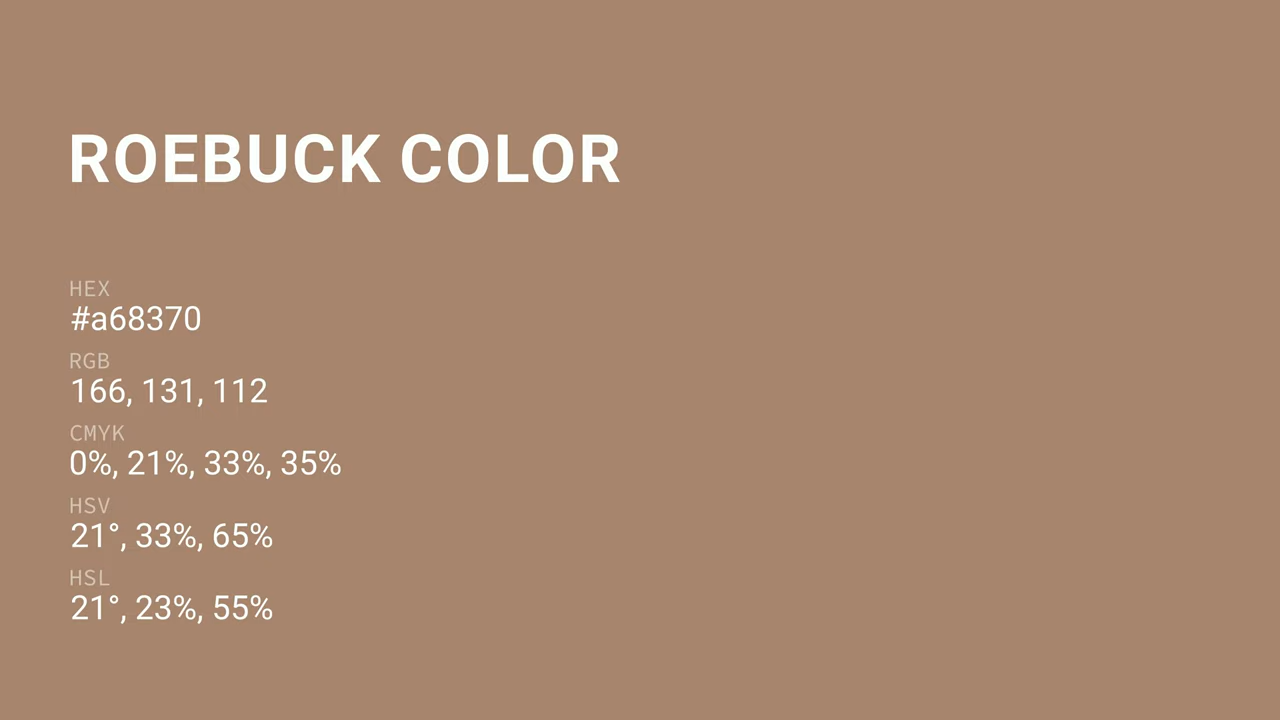 ROEBUCK COLOR
HEX
#a68370
RGB
166, 131, 112
CMYK
0%, 21%, 33%, 35%
HSV
21°, 33%, 65%
HSL
21°, 23%, 55%